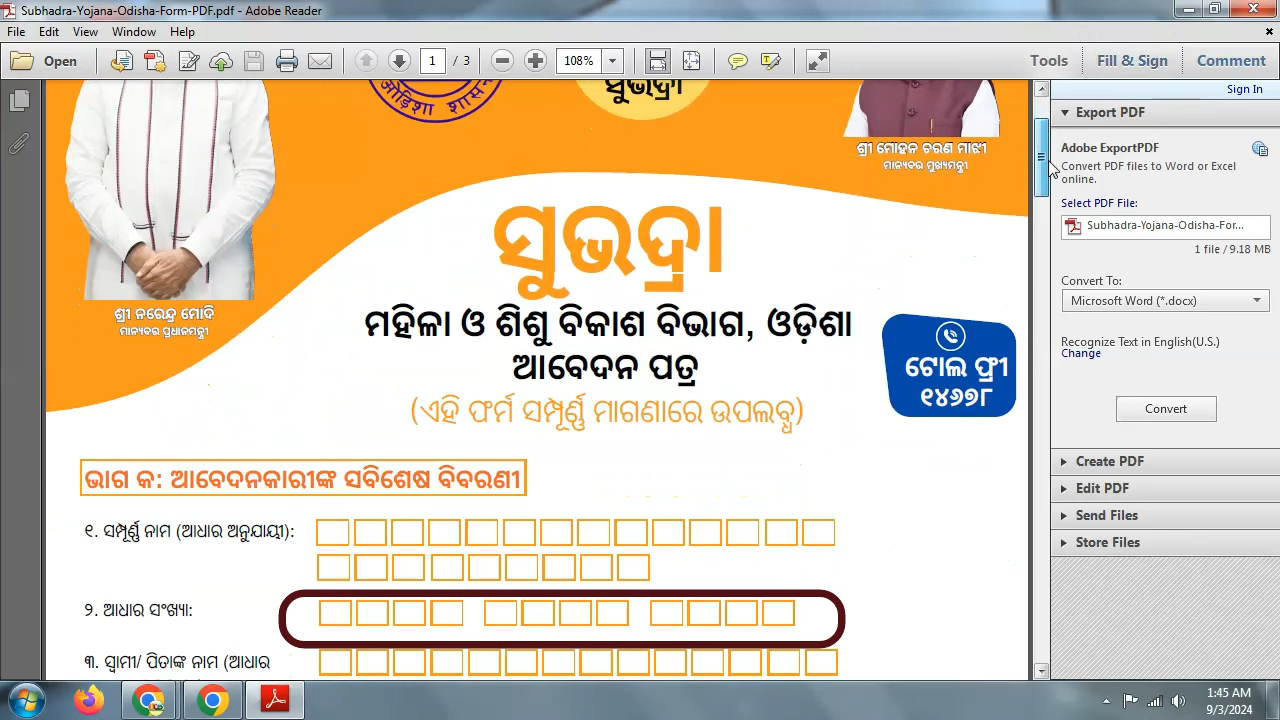 Subhadra-Yojana-Odisha-Form-PDF.pdf - Adobe Reader
File Edit View Window Help
Open 1 / 3 108% Tools Fill & Sign Comment
Sign In
Export PDF
Adobe ExportPDF
Convert PDF files to Word or Excel
online.
Select PDF File:
Subhadra-Yojana-Odisha-For...
1 file / 9.18 MB
Convert To:
Microsoft Word (*.docx)
Recognize Text in English(U.S.)
Change
Convert
Create PDF
Edit PDF
Send Files
Store Files
ଓଡ଼ିଶା ଶାସନ
ସୁଭଦ୍ରା
ଶ୍ରୀ ମୋହନ ଚରଣ ମାଝୀ
ମାନ୍ୟବର ମୁଖ୍ୟମନ୍ତ୍ରୀ
ଶ୍ରୀ ନରେନ୍ଦ୍ର ମୋଦି
ମାନ୍ୟବର ପ୍ରଧାନମନ୍ତ୍ରୀ
ସୁଭଦ୍ରା
ମହିଳା ଓ ଶିଶୁ ବିକାଶ ବିଭାଗ, ଓଡ଼ିଶା
ଆବେଦନ ପତ୍ର
(ଏହି ଫର୍ମ ସମ୍ପୂର୍ଣ୍ଣ ମାଗଣାରେ ଉପଲବ୍ଧ)
ଟୋଲ ଫ୍ରୀ
୧୪୬୭୮
ଭାଗ କ: ଆବେଦନକାରୀଙ୍କ ସବିଶେଷ ବିବରଣୀ
୧. ସମ୍ପୂର୍ଣ୍ଣ ନାମ (ଆଧାର ଅନୁଯାୟୀ):
୨. ଆଧାର ସଂଖ୍ୟା:
୩. ସ୍ୱାମୀ/ ପିତାଙ୍କ ନାମ (ଆଧାର
1:45 AM
9/3/2024